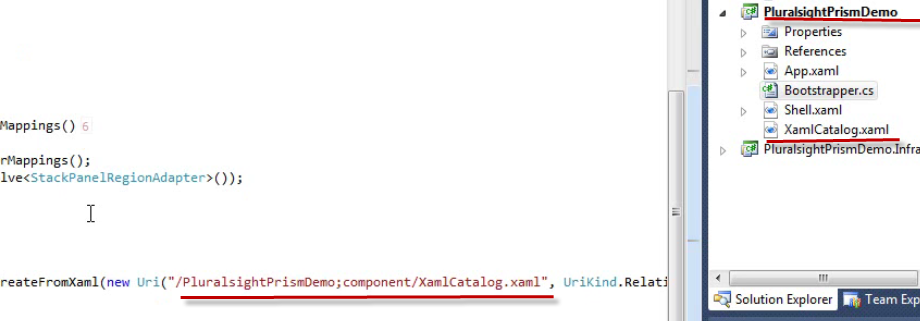 PluralsightPrismDemo
Properties
References
App.xaml
Bootstrapper.cs
Shell.xaml
XamlCatalog.xaml
PluralsightPrismDemo.Infra
Mappings() 6
rMappings();
lve<StackPanelRegionAdapter>());
reateFromXaml(new Uri("/PluralsightPrismDemo;component/XamlCatalog.xaml", UriKind.Relati
Solution Explorer
Team Exp